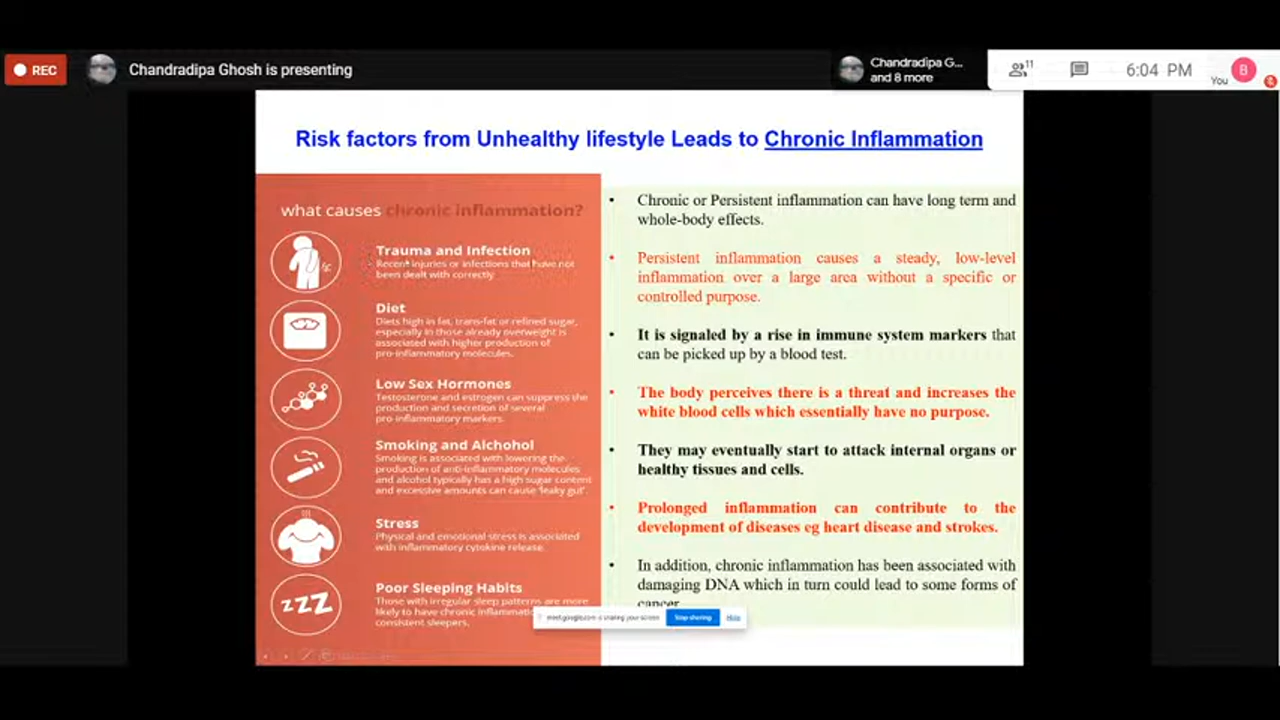 REC
Chandradipa Ghosh is presenting
Chandradipa G...
and 8 more
11
6:04 PM
You
B
Risk factors from Unhealthy lifestyle Leads to Chronic Inflammation
what causes chronic inflammation?
Trauma and Infection
Recent injuries or infections that have not
been dealt with correctly
Diet
Diets high in fat, trans-fat or refined sugar,
especially in those already overweight is
associated with higher production of
pro-inflammatory molecules.
Low Sex Hormones
Testosterone and estrogen can suppress the
production and secretion of several
pro-inflammatory markers.
Smoking and Alchohol
Smoking is associated with lowering the
production of anti-inflammatory molecules
and alcohol typically has a high sugar content
and excessive amounts can cause 'leaky gut'.
Stress
Physical and emotional stress is associated
with inflammatory cytokine release.
zzz
Poor Sleeping Habits
Those with irregular sleep patterns are more
likely to have chronic inflammatio
consistent sleepers.
• Chronic or Persistent inflammation can have long term and
whole-body effects.
• Persistent inflammation causes a steady, low-level
inflammation over a large area without a specific or
controlled purpose.
• It is signaled by a rise in immune system markers that
can be picked up by a blood test.
• The body perceives there is a threat and increases the
white blood cells which essentially have no purpose.
• They may eventually start to attack internal organs or
healthy tissues and cells.
• Prolonged inflammation can contribute to the
development of diseases eg heart disease and strokes.
• In addition, chronic inflammation has been associated with
damaging DNA which in turn could lead to some forms of
cancer
meet.google.com is sharing your screen
Stop sharing
Hide